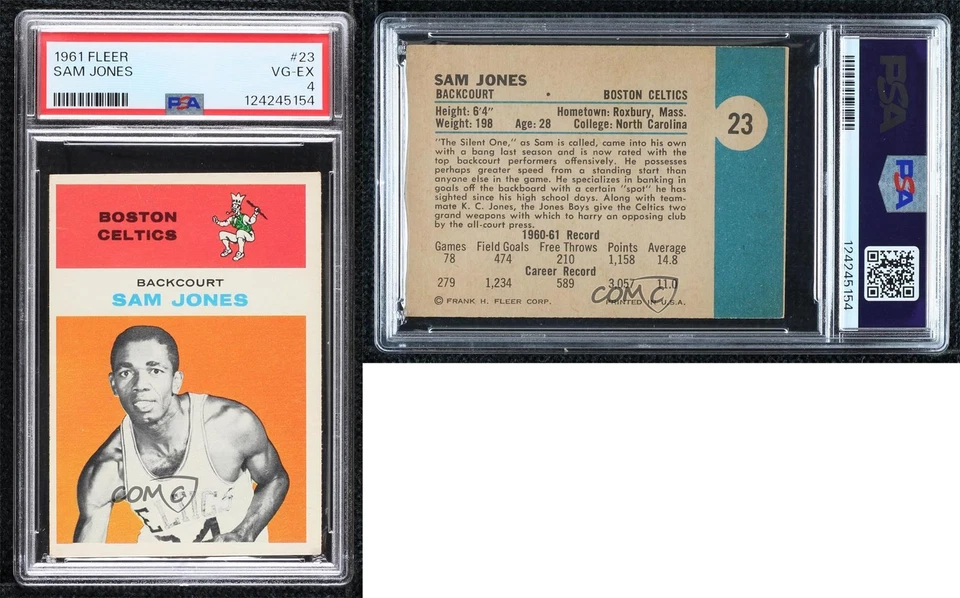 1961 FLEER #23
SAM JONES VG-EX
4
PSA 124245154
BOSTON
CELTICS
BACKCOURT
SAM JONES
COMC
SAM JONES
BACKCOURT • BOSTON CELTICS
Height: 6'4" Hometown: Roxbury, Mass.
Weight: 198 Age: 28 College: North Carolina
23
"The Silent One," as Sam is called, came into his own
with a bang last season and is now rated with the
top backcourt performers offensively. He possesses
perhaps greater speed from a standing start than
anyone else in the game. He specializes in banking in
goals off the backboard with a certain "spot" he has
sighted since his high school days. Along with team-
mate K. C. Jones, the Jones Boys give the Celtics two
grand weapons with which to harry an opposing club
by the all-court press.
1960-61 Record
Games Field Goals Free Throws Points Average
78 474 210 1,158 14.8
Career Record
279 1,234 589 3,057 11.0
© FRANK H. FLEER CORP. PRINTED IN U.S.A.
COMC
PSA
PSA
124245154